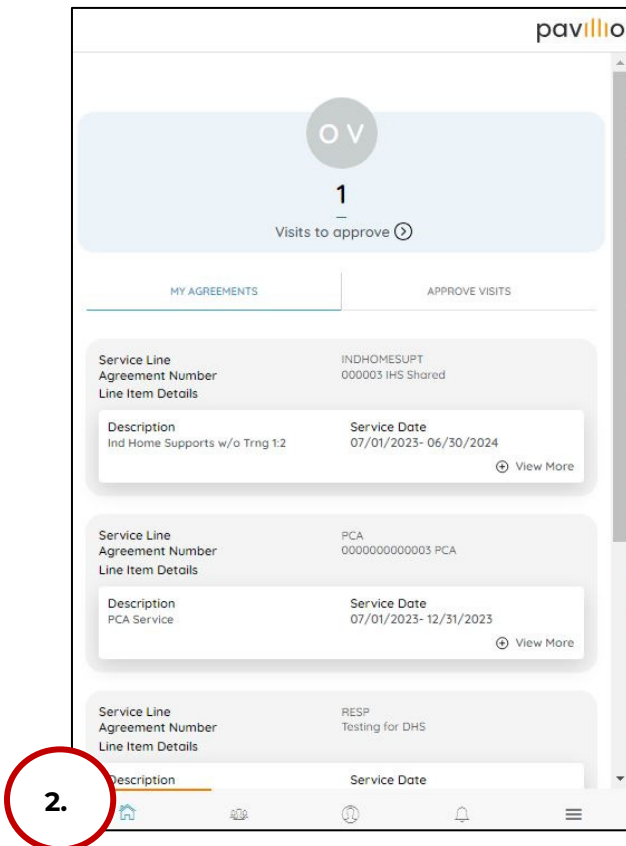 pavillio
O V
1
Visits to approve
MY AGREEMENTS APPROVE VISITS
Service Line INDHOMESUPT
Agreement Number 000003 IHS Shared
Line Item Details
Description Service Date
Ind Home Supports w/o Trng 1:2 07/01/2023- 06/30/2024
View More
Service Line PCA
Agreement Number 0000000000003 PCA
Line Item Details
Description Service Date
PCA Service 07/01/2023- 12/31/2023
View More
Service Line RESP
Agreement Number Testing for DHS
Line Item Details
Description Service Date
2.